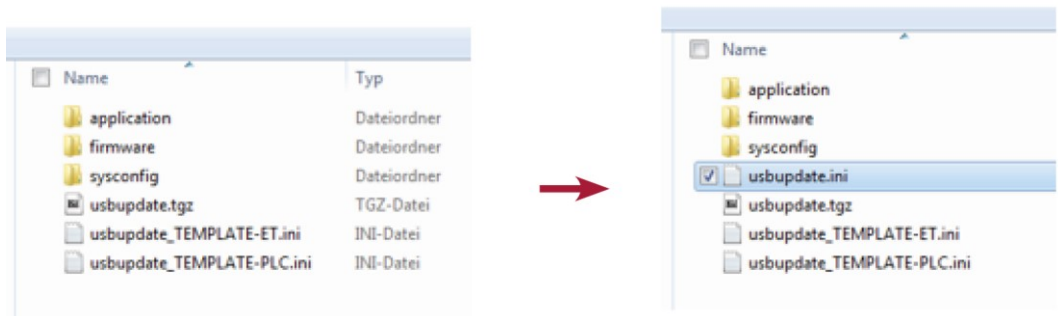 Name Typ
application Dateiordner
firmware Dateiordner
sysconfig Dateiordner
usbupdate.tgz TGZ-Datei
usbupdate_TEMPLATE-ET.ini INI-Datei
usbupdate_TEMPLATE-PLC.ini INI-Datei
Name
application
firmware
sysconfig
usbupdate.ini
usbupdate.tgz
usbupdate_TEMPLATE-ET.ini
usbupdate_TEMPLATE-PLC.ini